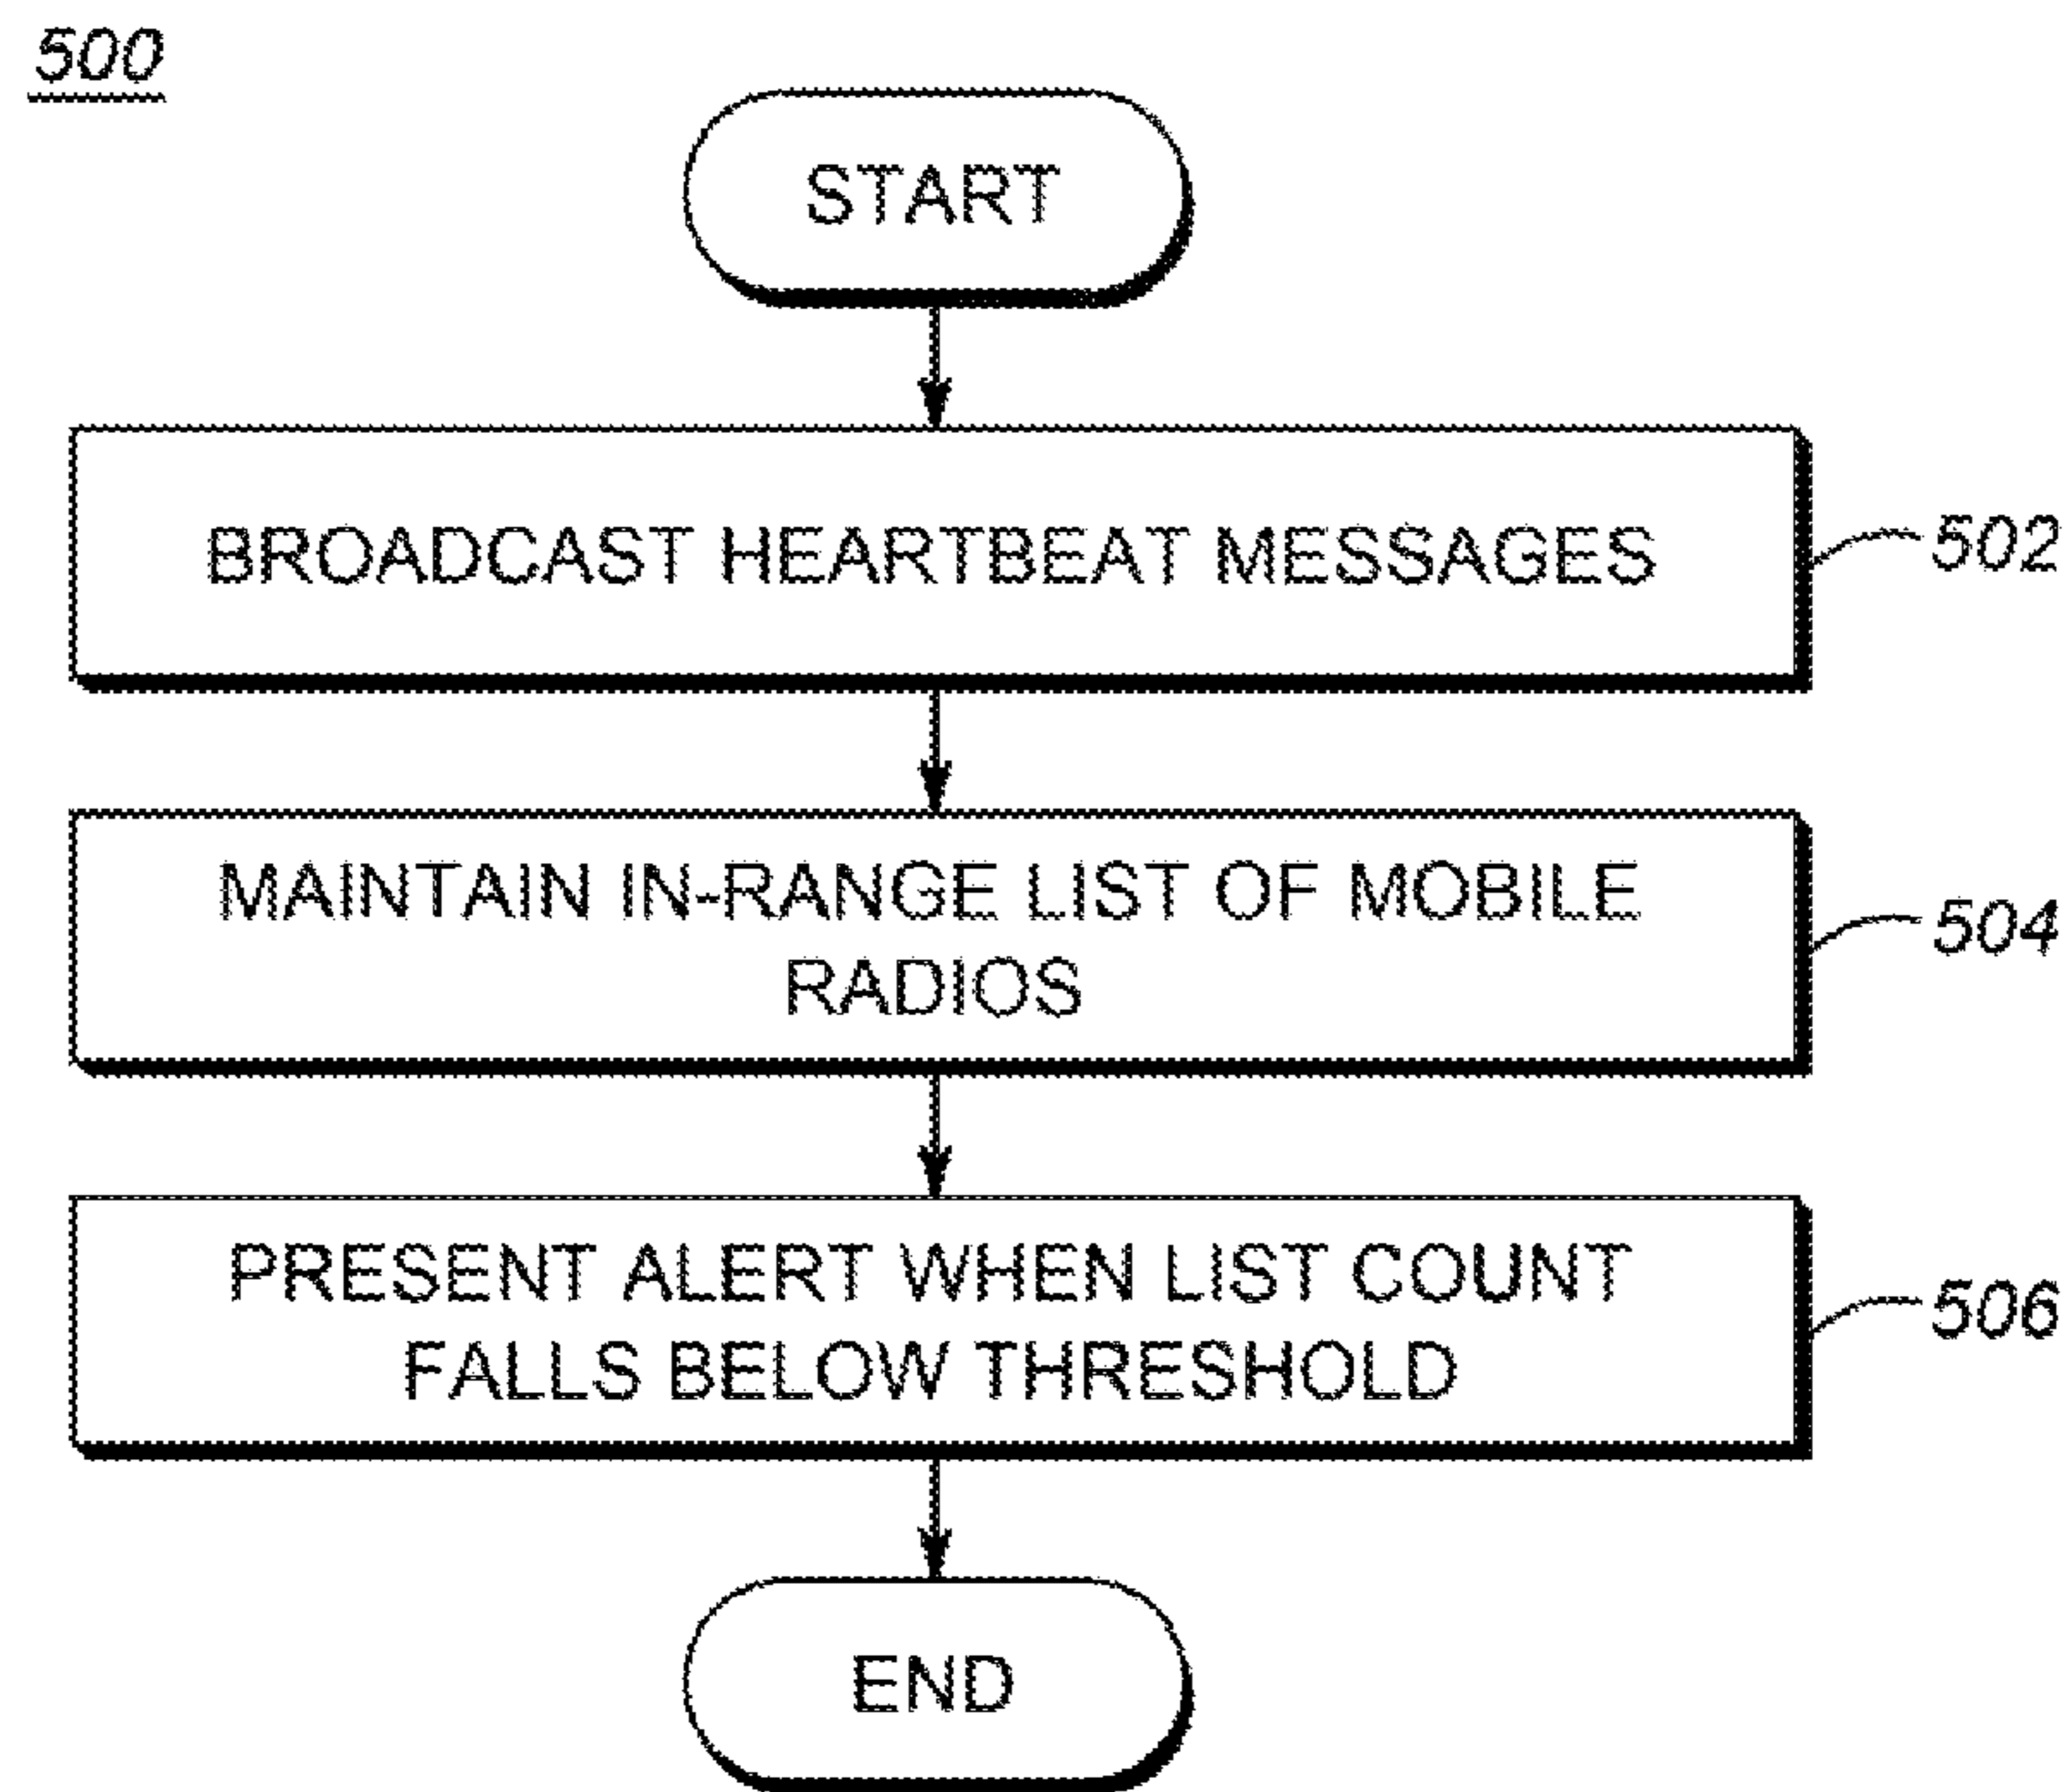 500
START
BROADCAST HEARTBEAT MESSAGES
502
MAINTAIN IN-RANGE LIST OF MOBILE
RADIOS
504
PRESENT ALERT WHEN LIST COUNT
FALLS BELOW THRESHOLD
506
END